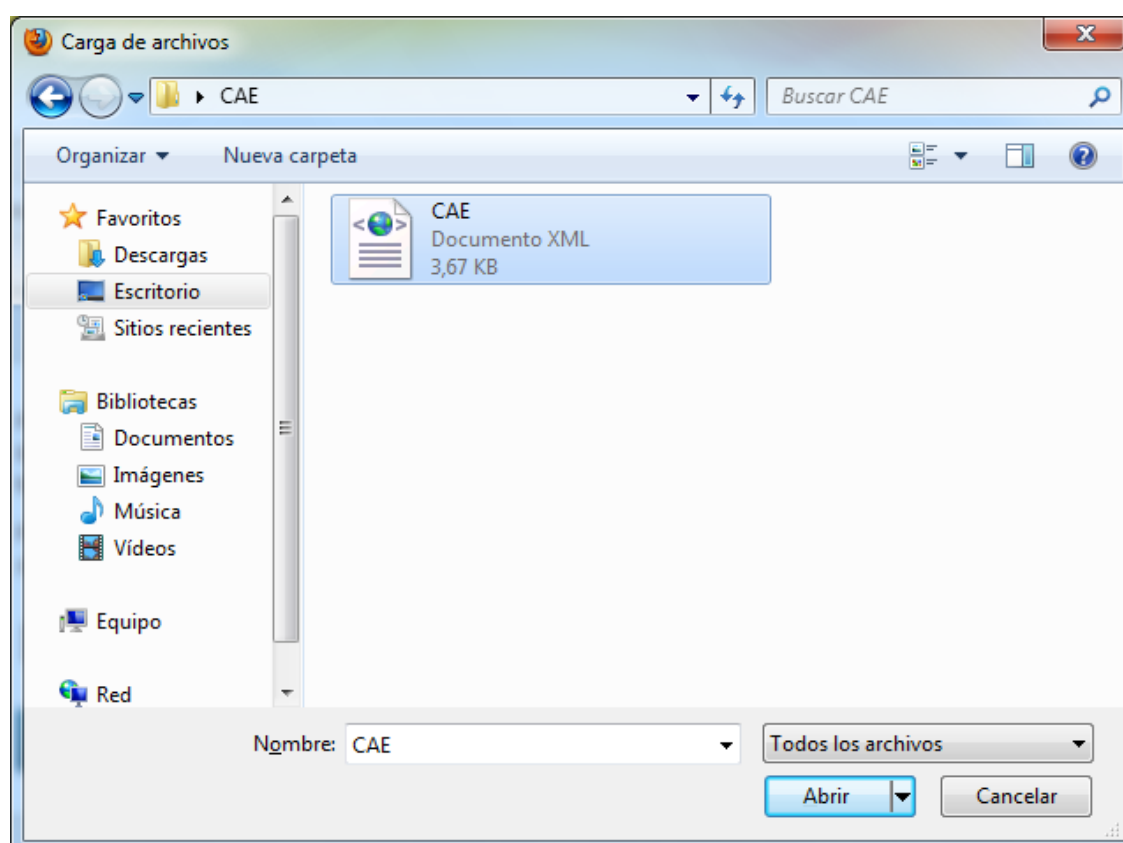 Carga de archivos
CAE
Buscar CAE
Organizar
Nueva carpeta
Favoritos
Descargas
Escritorio
Sitios recientes
Bibliotecas
Documentos
Imágenes
Música
Vídeos
Equipo
Red
CAE
Documento XML
3,67 KB
Nombre: CAE
Todos los archivos
Abrir
Cancelar